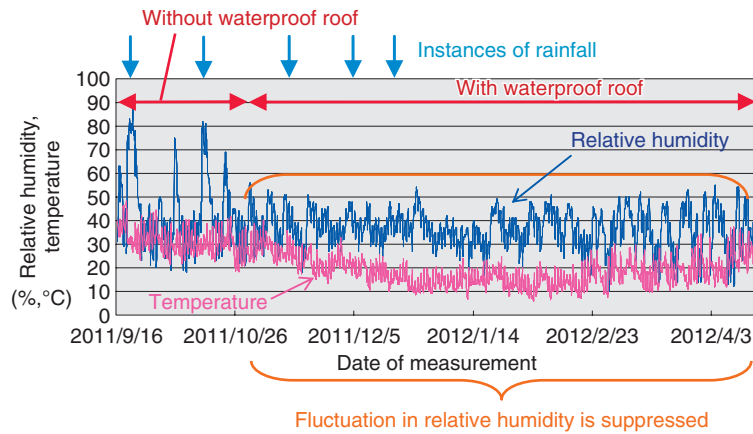 Without waterproof roof
Instances of rainfall
100
90
80
70
60
50
40
30
20
10
0
Relative humidity,
temperature
(%,°C)
With waterproof roof
Relative humidity
Temperature
2011/9/16 2011/10/26 2011/12/5 2012/1/14 2012/2/23 2012/4/3
Date of measurement
Fluctuation in relative humidity is suppressed